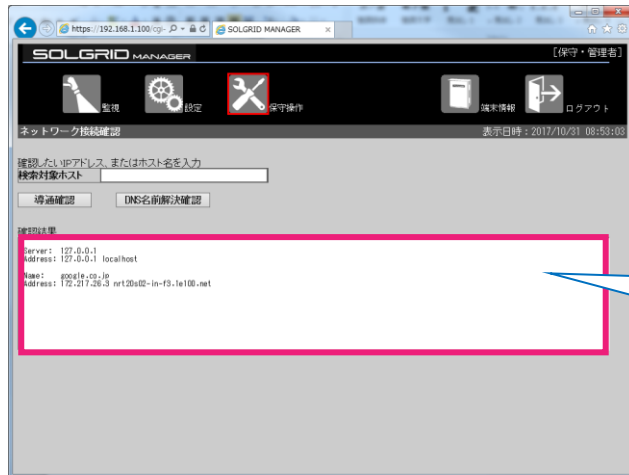 https://192.168.1.100/cgi-
SOLGRID MANAGER
SOLGRID MANAGER
[保守・管理者]
監視
設定
保守操作
端末情報
ログアウト
ネットワーク接続確認
表示日時：2017/10/31 08:53:03
確認したいIPアドレス、またはホスト名を入力
検索対象ホスト
導通確認
DNS名前解決確認
確認結果
Server: 127.0.0.1
Address: 127.0.0.1 localhost
Name: google.co.jp
Address: 172.217.26.3 nrt20s02-in-f3.1e100.net